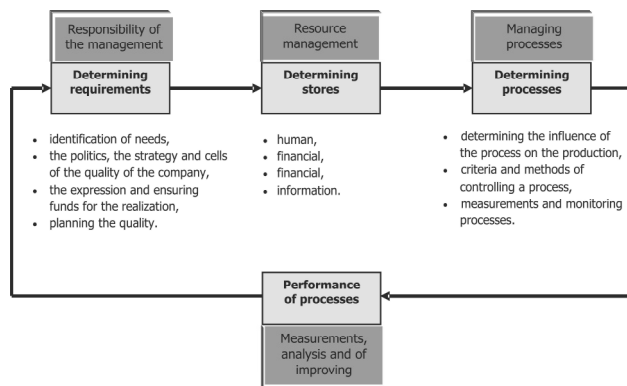 Responsibility of
the management
Determining
requirements
• identification of needs,
• the politics, the strategy and cells
of the quality of the company,
• the expression and ensuring
funds for the realization,
• planning the quality.
Resource
management
Determining
stores
• human,
• financial,
• financial,
• information.
Managing
processes
Determining
processes
• determining the influence of
the process on the production,
• criteria and methods of
controlling a process,
• measurements and monitoring
processes.
Performance
of processes
Measurements,
analysis and of
improving